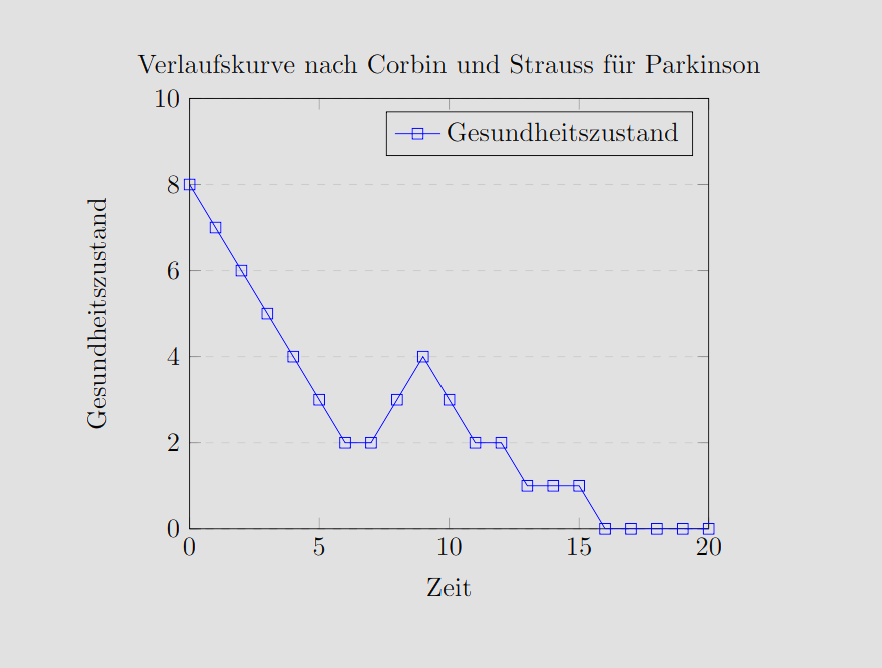 Verlaufskurve nach Corbin und Strauss für Parkinson
10
Gesundheitszustand
8
6
4
2
0
Gesundheitszustand
0 5 10 15 20
Zeit